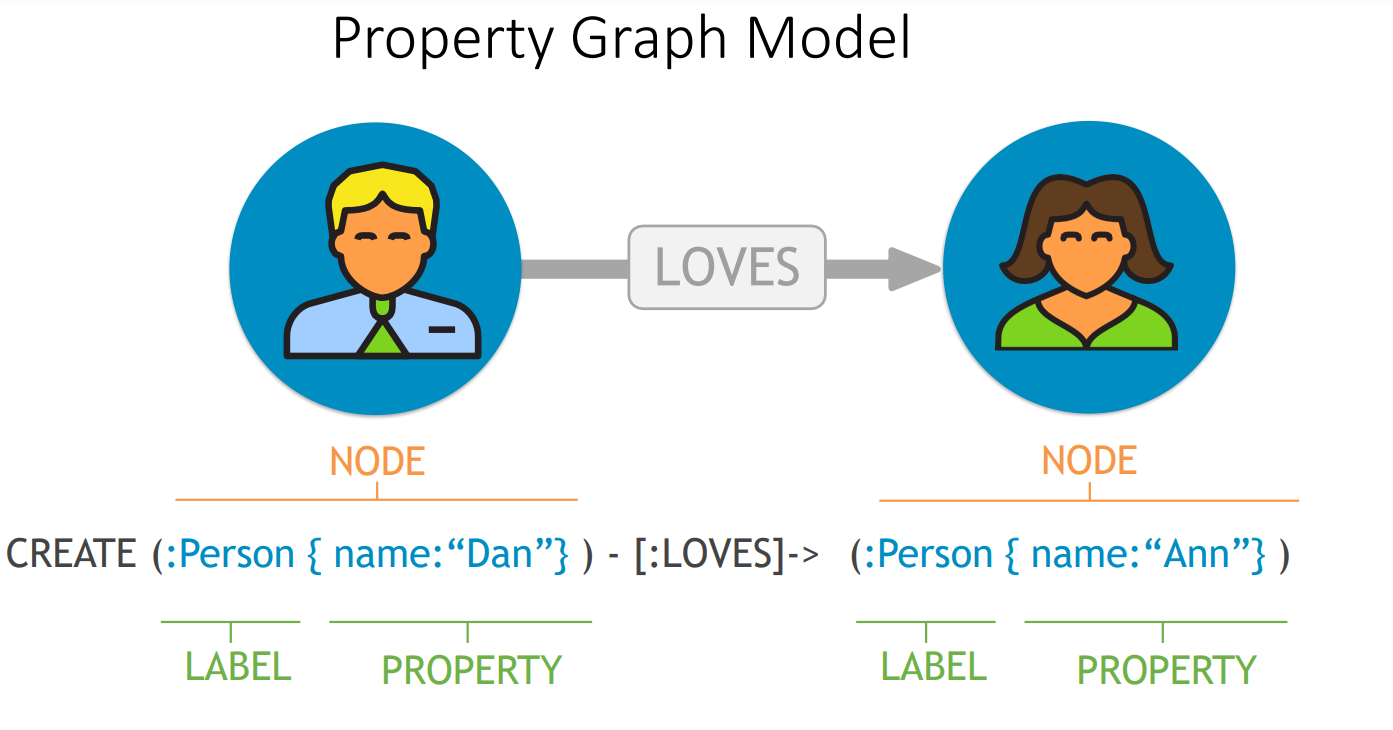 Property Graph Model
LOVES
NODE
NODE
CREATE (:Person { name:“Dan”} ) - [:LOVES]-> (:Person { name:“Ann”} )
LABEL
PROPERTY
LABEL
PROPERTY